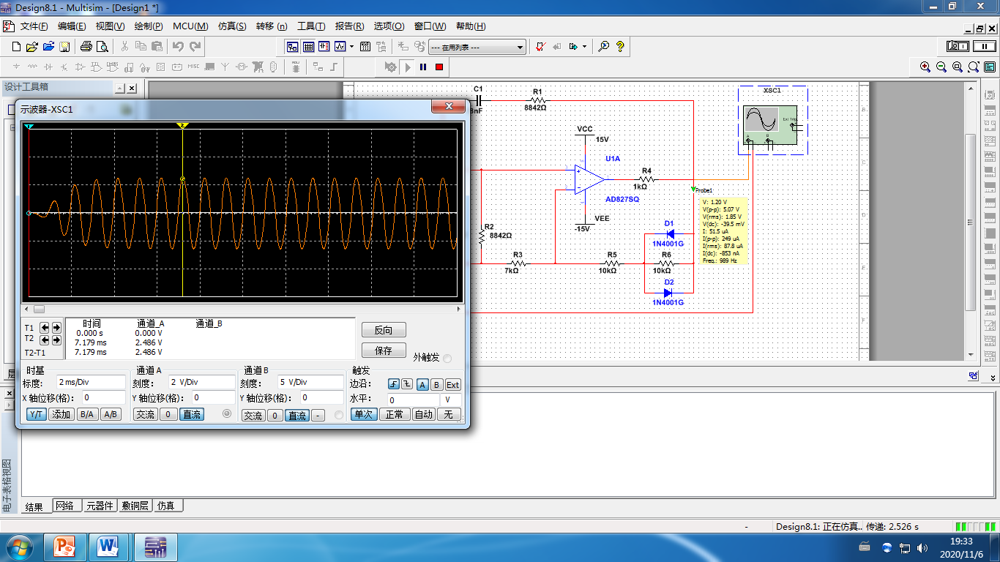 Design8.1 - Multisim - [Design1 *]
文件(F) 编辑(E) 视图(V) 绘制(P) MCU(M) 仿真(S) 转移 (n) 工具(T) 报告(R) 选项(O) 窗口(W) 帮助(H)
--- 在用列表 ---
MISC
设计工具箱
示波器-XSC1
1
2
T1
T2
T2-T1
时间 通道_A 通道_B
0.000 s 0.000 V
7.179 ms 2.486 V
7.179 ms 2.486 V
反向
保存
外触发
时基
标度: 2 ms/Div
X 轴位移(格): 0
Y/T 添加 B/A A/B
通道 A
刻度: 2 V/Div
Y 轴位移(格): 0
交流 0 直流
通道 B
刻度: 5 V/Div
Y 轴位移(格): 0
交流 0 直流 -
触发
边沿: A B Ext
水平: 0 V
单次 正常 自动 无
C1
R1
8842Ω
VCC
15V
U1A
AD827SQ
R4
1kΩ
VEE
-15V
R2
8842Ω
R3
7kΩ
R5
10kΩ
R6
10kΩ
D1
1N4001G
D2
1N4001G
XSC1
Ext Trig
A B
Probe1
V: 1.20 V
V(p-p): 5.07 V
V(rms): 1.85 V
V(dc): -39.5 mV
I: 51.5 uA
I(p-p): 249 uA
I(rms): 87.8 uA
I(dc): -853 nA
Freq.: 989 Hz
B
C
D
E
F
电子表格视图
结果 网络 元器件 敷铜层 仿真
- Design8.1: 正在仿真... 传递: 2.526 s
19:33
2020/11/6